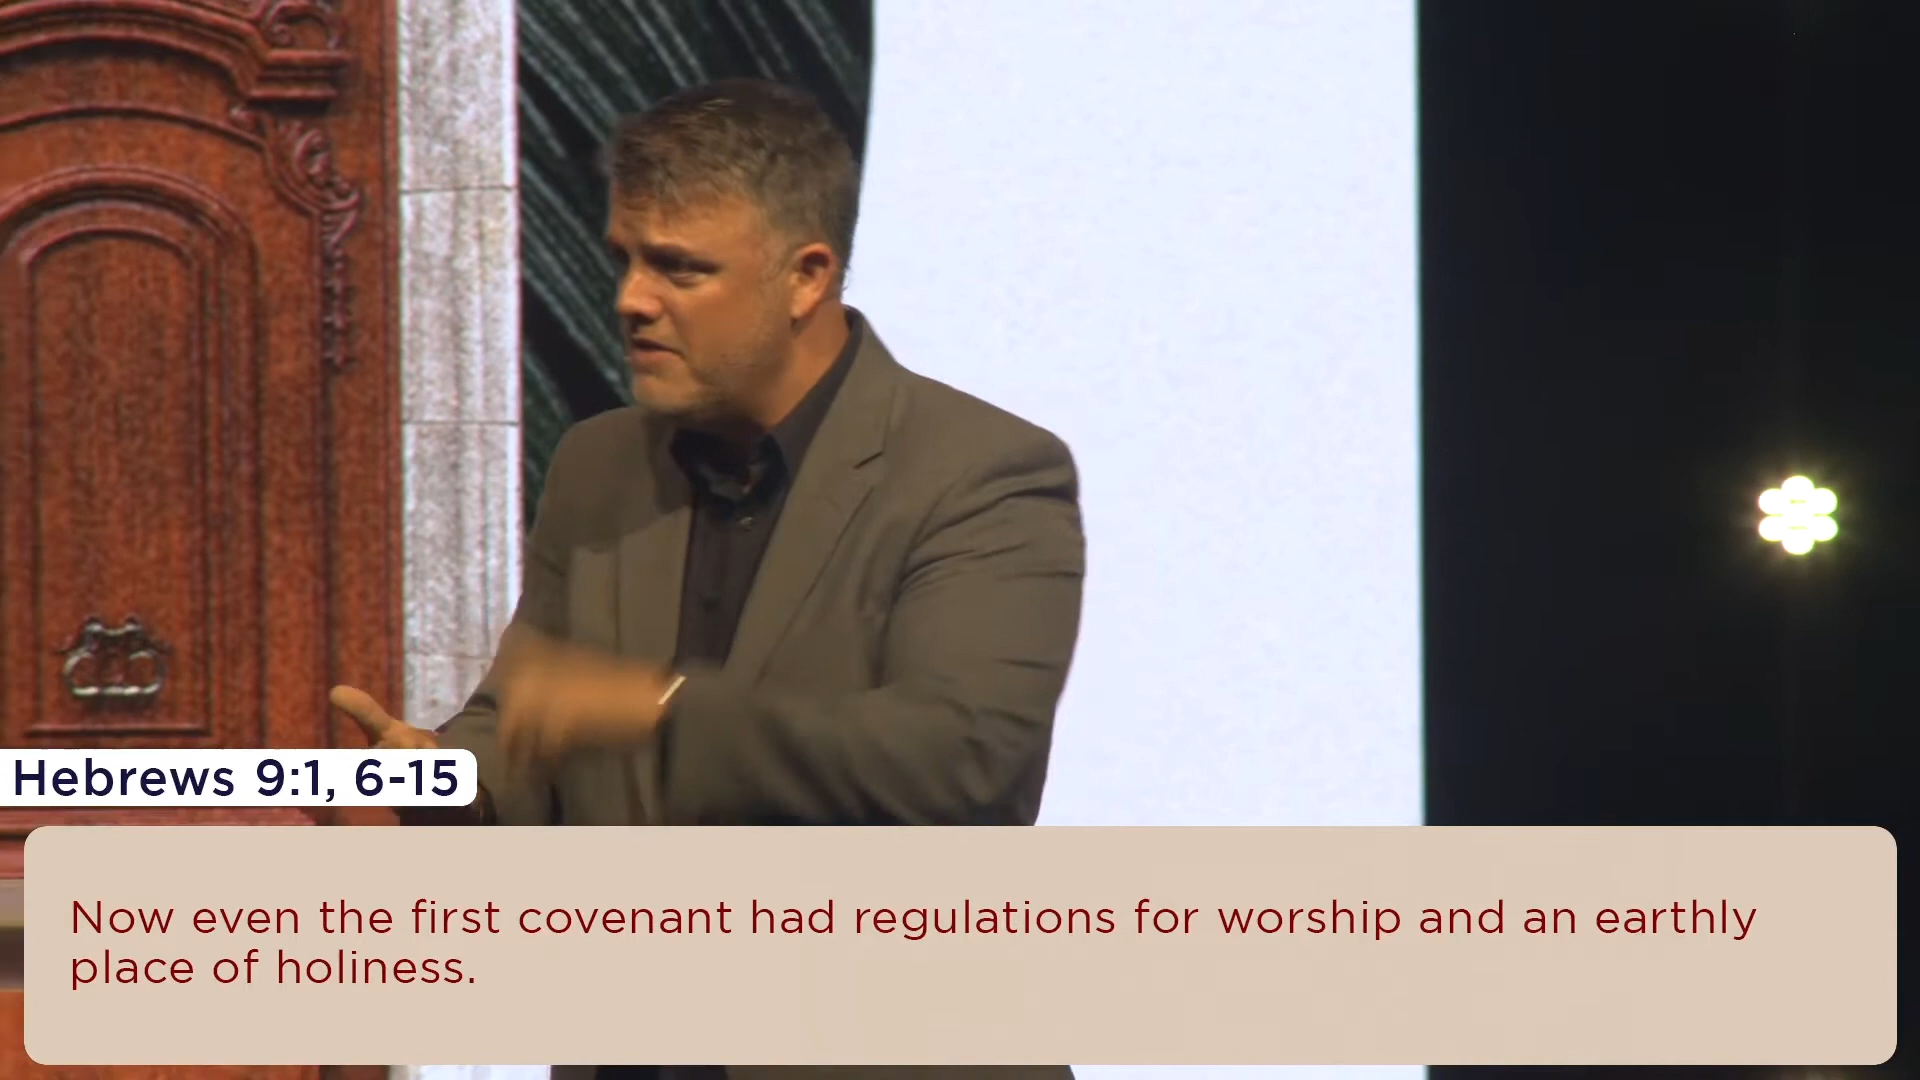 Hebrews 9:1, 6-15
Now even the first covenant had regulations for worship and an earthly
place of holiness.